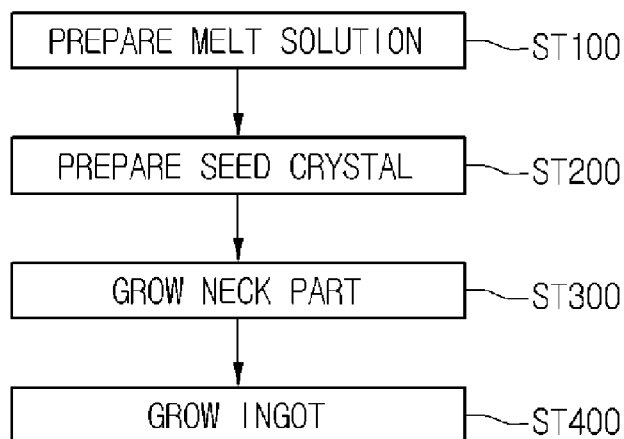 PREPARE MELT SOLUTION ST100
PREPARE SEED CRYSTAL ST200
GROW NECK PART ST300
GROW INGOT ST400